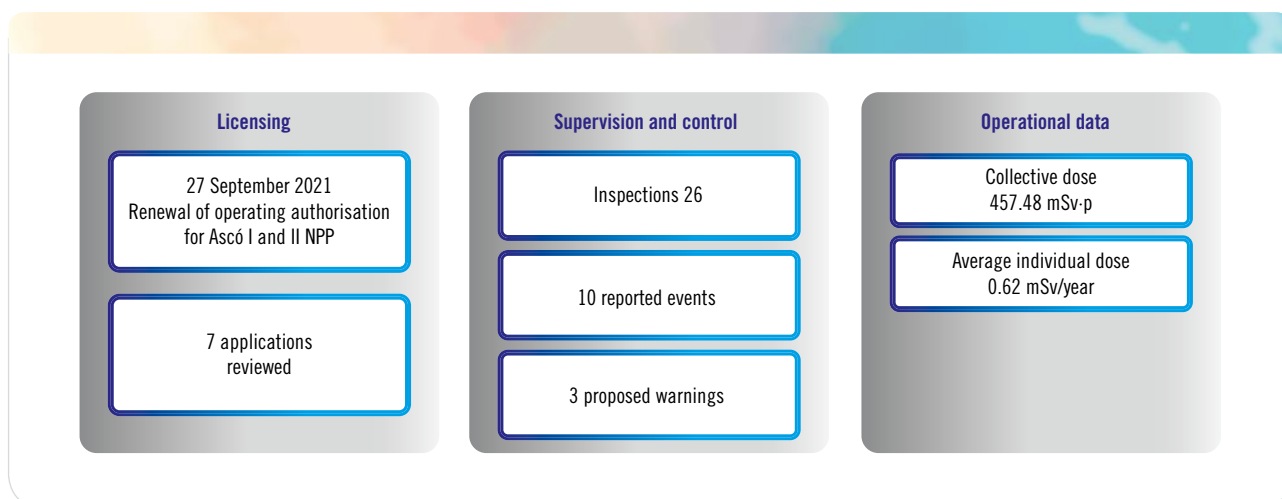 Licensing
27 September 2021
Renewal of operating authorisation
for Ascó I and II NPP
7 applications
reviewed
Supervision and control
Inspections 26
10 reported events
3 proposed warnings
Operational data
Collective dose
457.48 mSv·p
Average individual dose
0.62 mSv/year